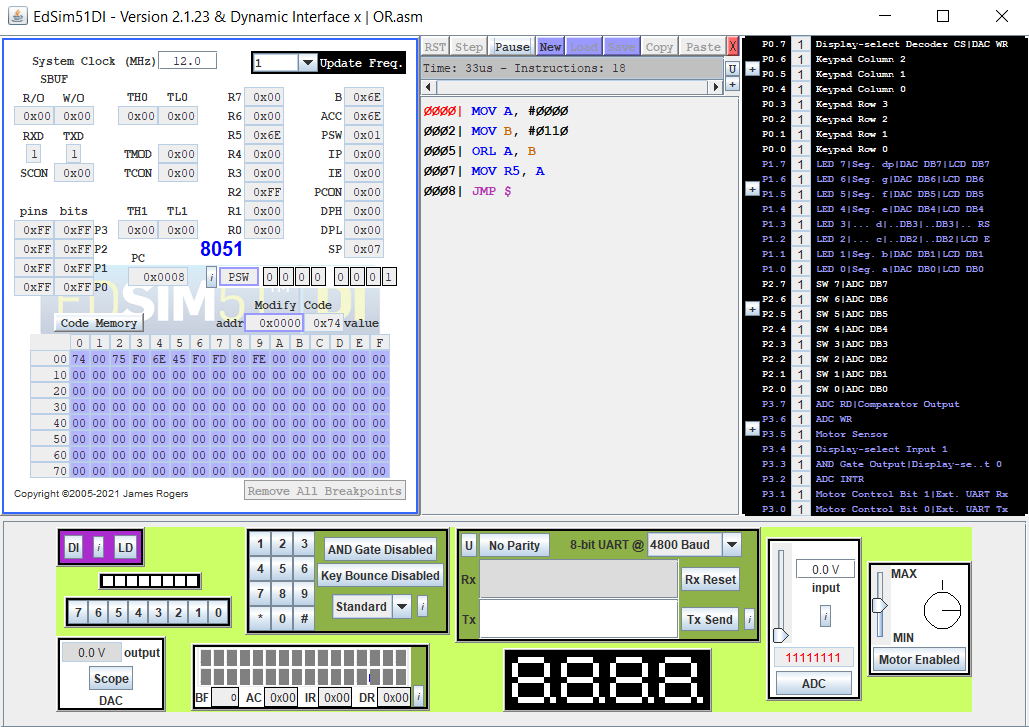 EdSim51DI - Version 2.1.23 & Dynamic Interface x | OR.asm
System Clock (MHz) 12.0 1 Update Freq.
SBUF
R/O W/O TH0 TL0 R7 0x00 B 0x6E
0x00 0x00 0x00 0x00 R6 0x00 ACC 0x6E
RXD TXD R5 0x6E PSW 0x01
1 1 TMOD 0x00 R4 0x00 IP 0x00
SCON 0x00 TCON 0x00 R3 0x00 IE 0x00
R2 0xFF PCON 0x00
pins bits TH1 TL1 R1 0x00 DPH 0x00
0xFF 0xFF P3 0x00 0x00 R0 0x00 DPL 0x00
0xFF 0xFF P2 8051 SP 0x07
0xFF 0xFF P1 PC
0xFF 0xFF P0 0x0008 i PSW 0 0 0 0 0 0 0 1
EDSIM51 DI
Modify Code
Code Memory addr 0x0000 0x74 value
0 1 2 3 4 5 6 7 8 9 A B C D E F
00 74 00 75 F0 6E 45 F0 FD 80 FE 00 00 00 00 00 00
10 00 00 00 00 00 00 00 00 00 00 00 00 00 00 00 00
20 00 00 00 00 00 00 00 00 00 00 00 00 00 00 00 00
30 00 00 00 00 00 00 00 00 00 00 00 00 00 00 00 00
40 00 00 00 00 00 00 00 00 00 00 00 00 00 00 00 00
50 00 00 00 00 00 00 00 00 00 00 00 00 00 00 00 00
60 00 00 00 00 00 00 00 00 00 00 00 00 00 00 00 00
70 00 00 00 00 00 00 00 00 00 00 00 00 00 00 00 00
Copyright ©2005-2021 James Rogers Remove All Breakpoints
RST Step Pause New Load Save Copy Paste X
Time: 33us - Instructions: 18 U
+
0000| MOV A, #0000
0002| MOV B, #0110
0005| ORL A, B
0007| MOV R5, A
0008| JMP $
P0.7 1 Display-select Decoder CS|DAC WR
+ P0.6 1 Keypad Column 2
P0.5 1 Keypad Column 1
P0.4 1 Keypad Column 0
P0.3 1 Keypad Row 3
P0.2 1 Keypad Row 2
P0.1 1 Keypad Row 1
P0.0 1 Keypad Row 0
P1.7 1 LED 7|Seg. dp|DAC DB7|LCD DB7
+ P1.6 1 LED 6|Seg. g|DAC DB6|LCD DB6
P1.5 1 LED 5|Seg. f|DAC DB5|LCD DB5
P1.4 1 LED 4|Seg. e|DAC DB4|LCD DB4
P1.3 1 LED 3|... d|..DB3|..DB3|.. RS
P1.2 1 LED 2|... c|..DB2|..DB2|LCD E
P1.1 1 LED 1|Seg. b|DAC DB1|LCD DB1
P1.0 1 LED 0|Seg. a|DAC DB0|LCD DB0
P2.7 1 SW 7|ADC DB7
+ P2.6 1 SW 6|ADC DB6
P2.5 1 SW 5|ADC DB5
P2.4 1 SW 4|ADC DB4
P2.3 1 SW 3|ADC DB3
P2.2 1 SW 2|ADC DB2
P2.1 1 SW 1|ADC DB1
P2.0 1 SW 0|ADC DB0
P3.7 1 ADC RD|Comparator Output
+ P3.6 1 ADC WR
P3.5 1 Motor Sensor
P3.4 1 Display-select Input 1
P3.3 1 AND Gate Output|Display-se..t 0
P3.2 1 ADC INTR
P3.1 1 Motor Control Bit 1|Ext. UART Rx
P3.0 1 Motor Control Bit 0|Ext. UART Tx
DI i LD
7 6 5 4 3 2 1 0
0.0 V output
Scope
DAC
1 2 3 AND Gate Disabled
4 5 6 Key Bounce Disabled
7 8 9 Standard i
* 0 #
BF 0 AC 0x00 IR 0x00 DR 0x00 i
U No Parity 8-bit UART @ 4800 Baud
Rx Rx Reset
Tx Tx Send i
8.8.8.8.
0.0 V
input
i
11111111
ADC
MAX
MIN
Motor Enabled